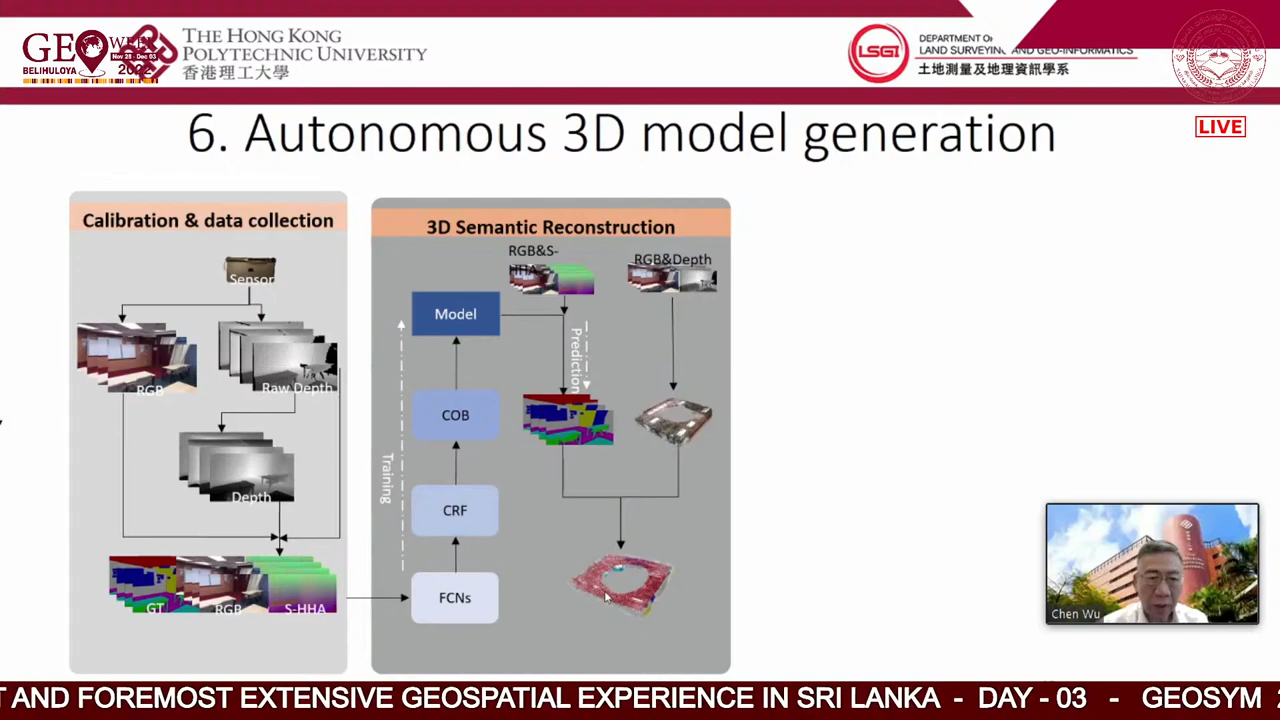 GEO WEEK
Nov 28 - Dec 03
BELIHULOYA
2022
THE HONG KONG
POLYTECHNIC UNIVERSITY
香港理工大學
LSGI
DEPARTMENT OF
LAND SURVEYING AND GEO-INFORMATICS
土地測量及地理資訊學系
LIVE
6. Autonomous 3D model generation
Calibration & data collection
Sensor
RGB
Raw Depth
Depth
GT
RGB
S-HHA
3D Semantic Reconstruction
RGB&S-
HHA
RGB&Depth
Model
Prediction
COB
Training
CRF
FCNs
Chen Wu
T AND FOREMOST EXTENSIVE GEOSPATIAL EXPERIENCE IN SRI LANKA - DAY - 03 - GEOSYM